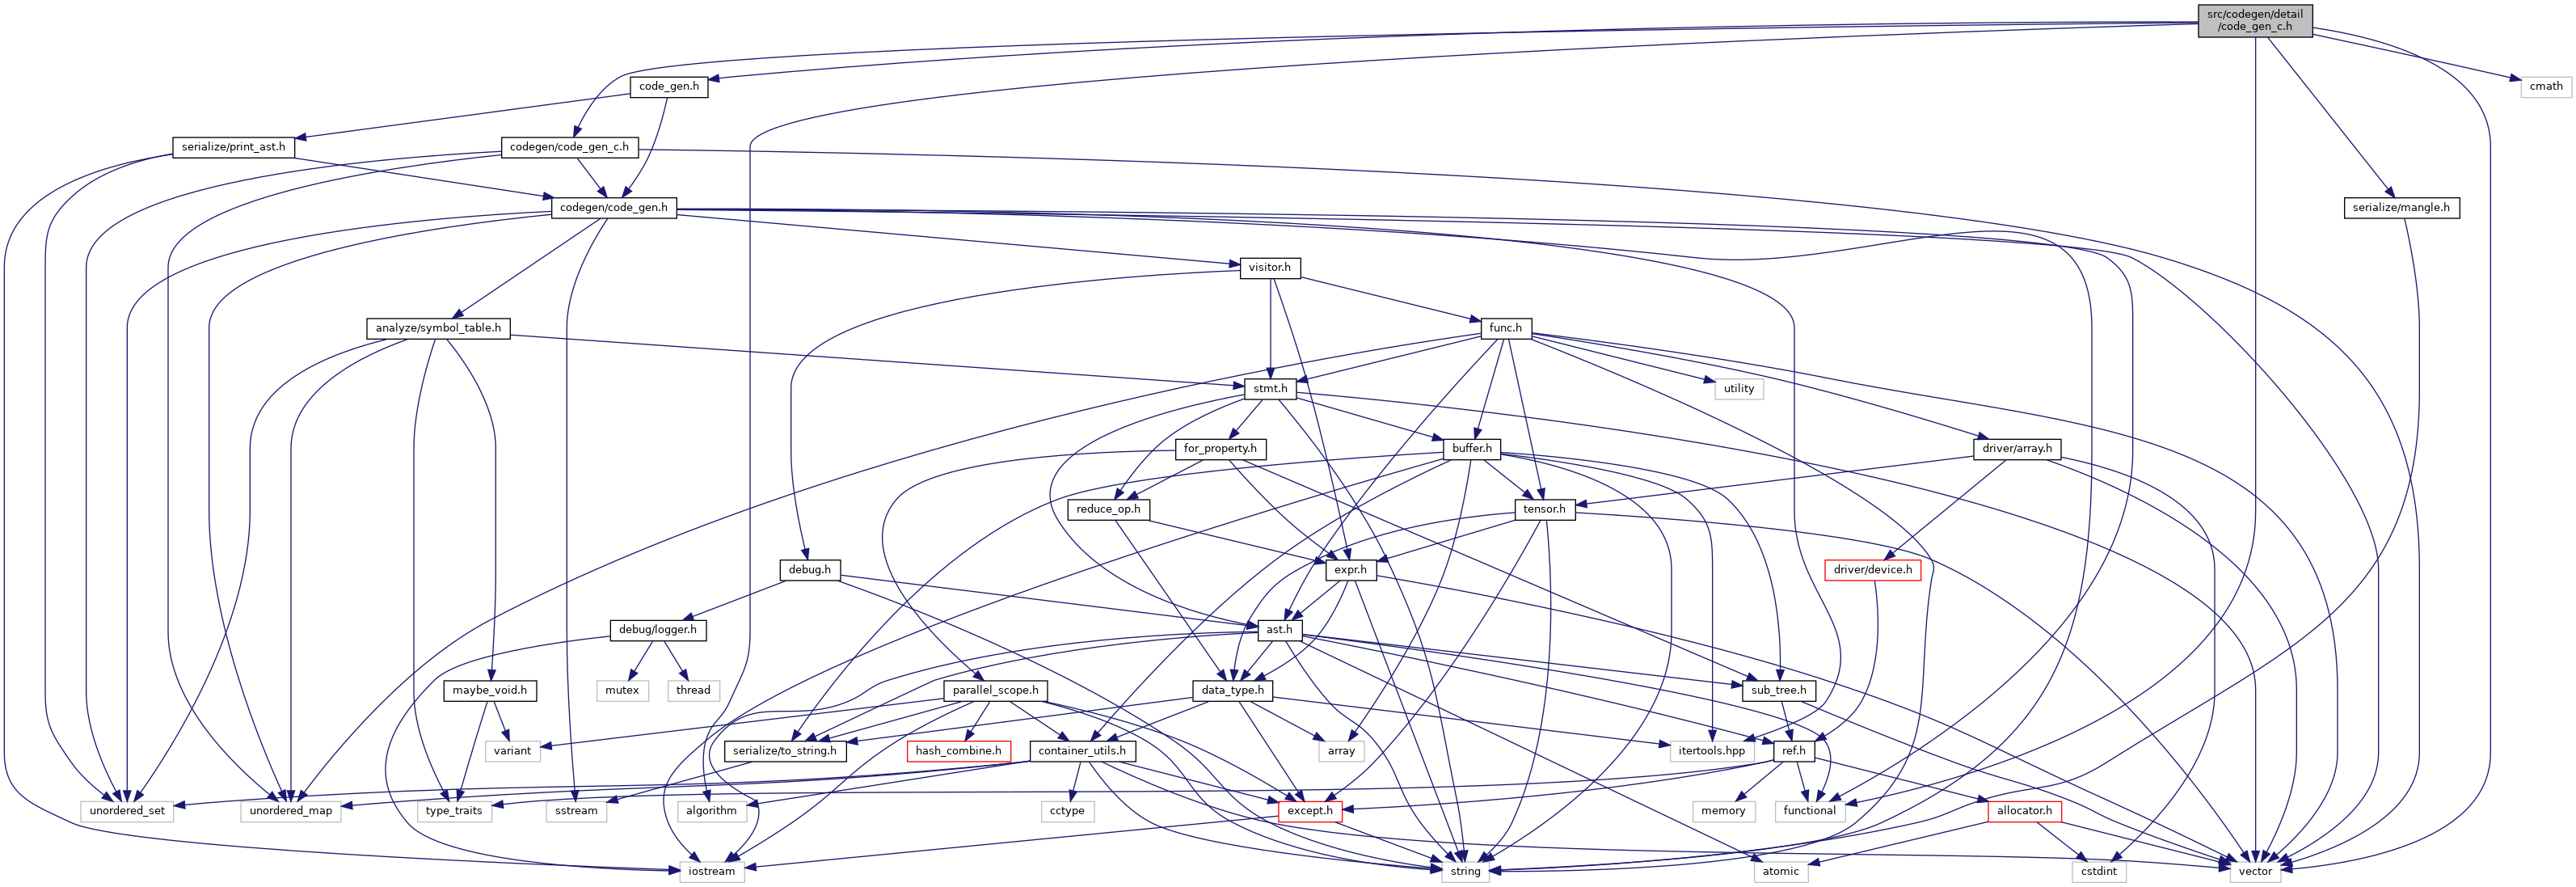 src/codegen/detail
/code_gen_c.h
code_gen.h
cmath
serialize/print_ast.h
codegen/code_gen_c.h
codegen/code_gen.h
serialize/mangle.h
visitor.h
analyze/symbol_table.h
func.h
stmt.h
utility
for_property.h
buffer.h
driver/array.h
reduce_op.h
tensor.h
debug.h
expr.h
driver/device.h
debug/logger.h
ast.h
mutex
thread
maybe_void.h
parallel_scope.h
data_type.h
sub_tree.h
variant
serialize/to_string.h
hash_combine.h
container_utils.h
array
itertools.hpp
ref.h
unordered_set
unordered_map
type_traits
sstream
algorithm
cctype
except.h
memory
functional
allocator.h
iostream
string
atomic
cstdint
vector